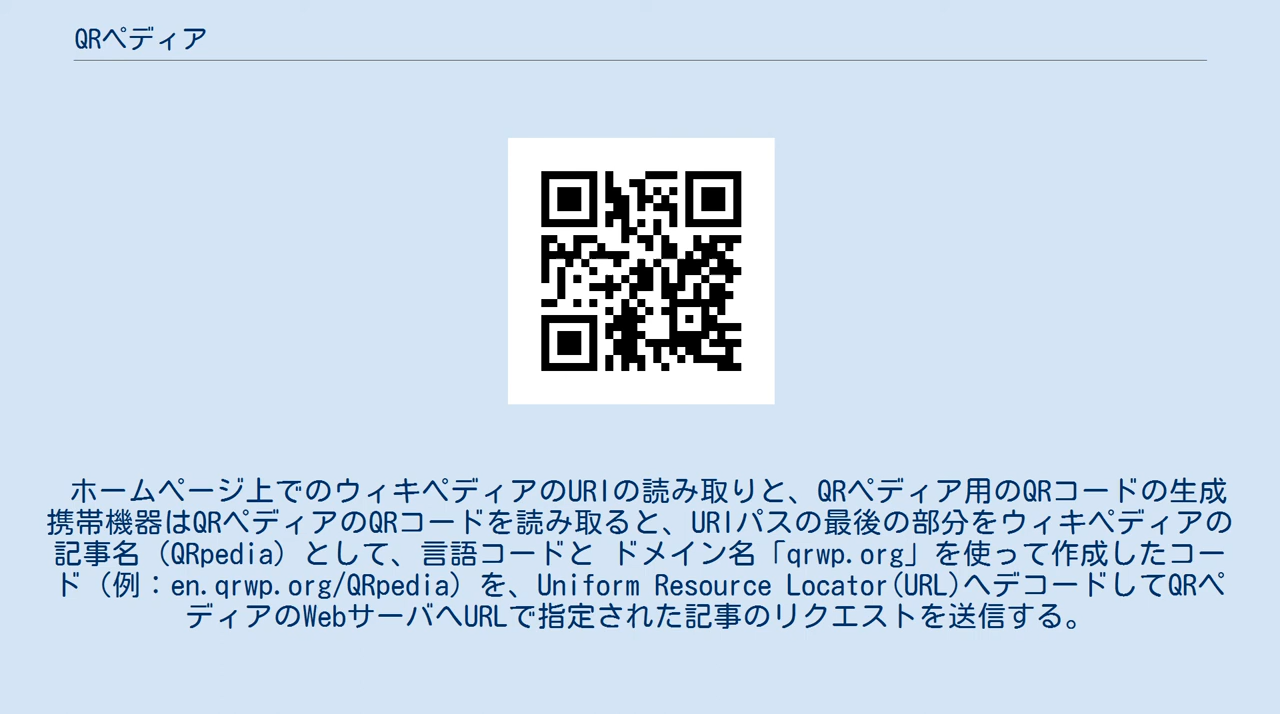 QRペディア
ホームページ上でのウィキペディアのURIの読み取りと、QRペディア用のQRコードの生成
携帯機器はQRペディアのQRコードを読み取ると、URIパスの最後の部分をウィキペディアの
記事名（QRpedia）として、言語コードと ドメイン名「qrwp.org」を使って作成したコー
ド（例：en.qrwp.org/QRpedia）を、Uniform Resource Locator(URL)へデコードしてQRペ
ディアのWebサーバへURLで指定された記事のリクエストを送信する。